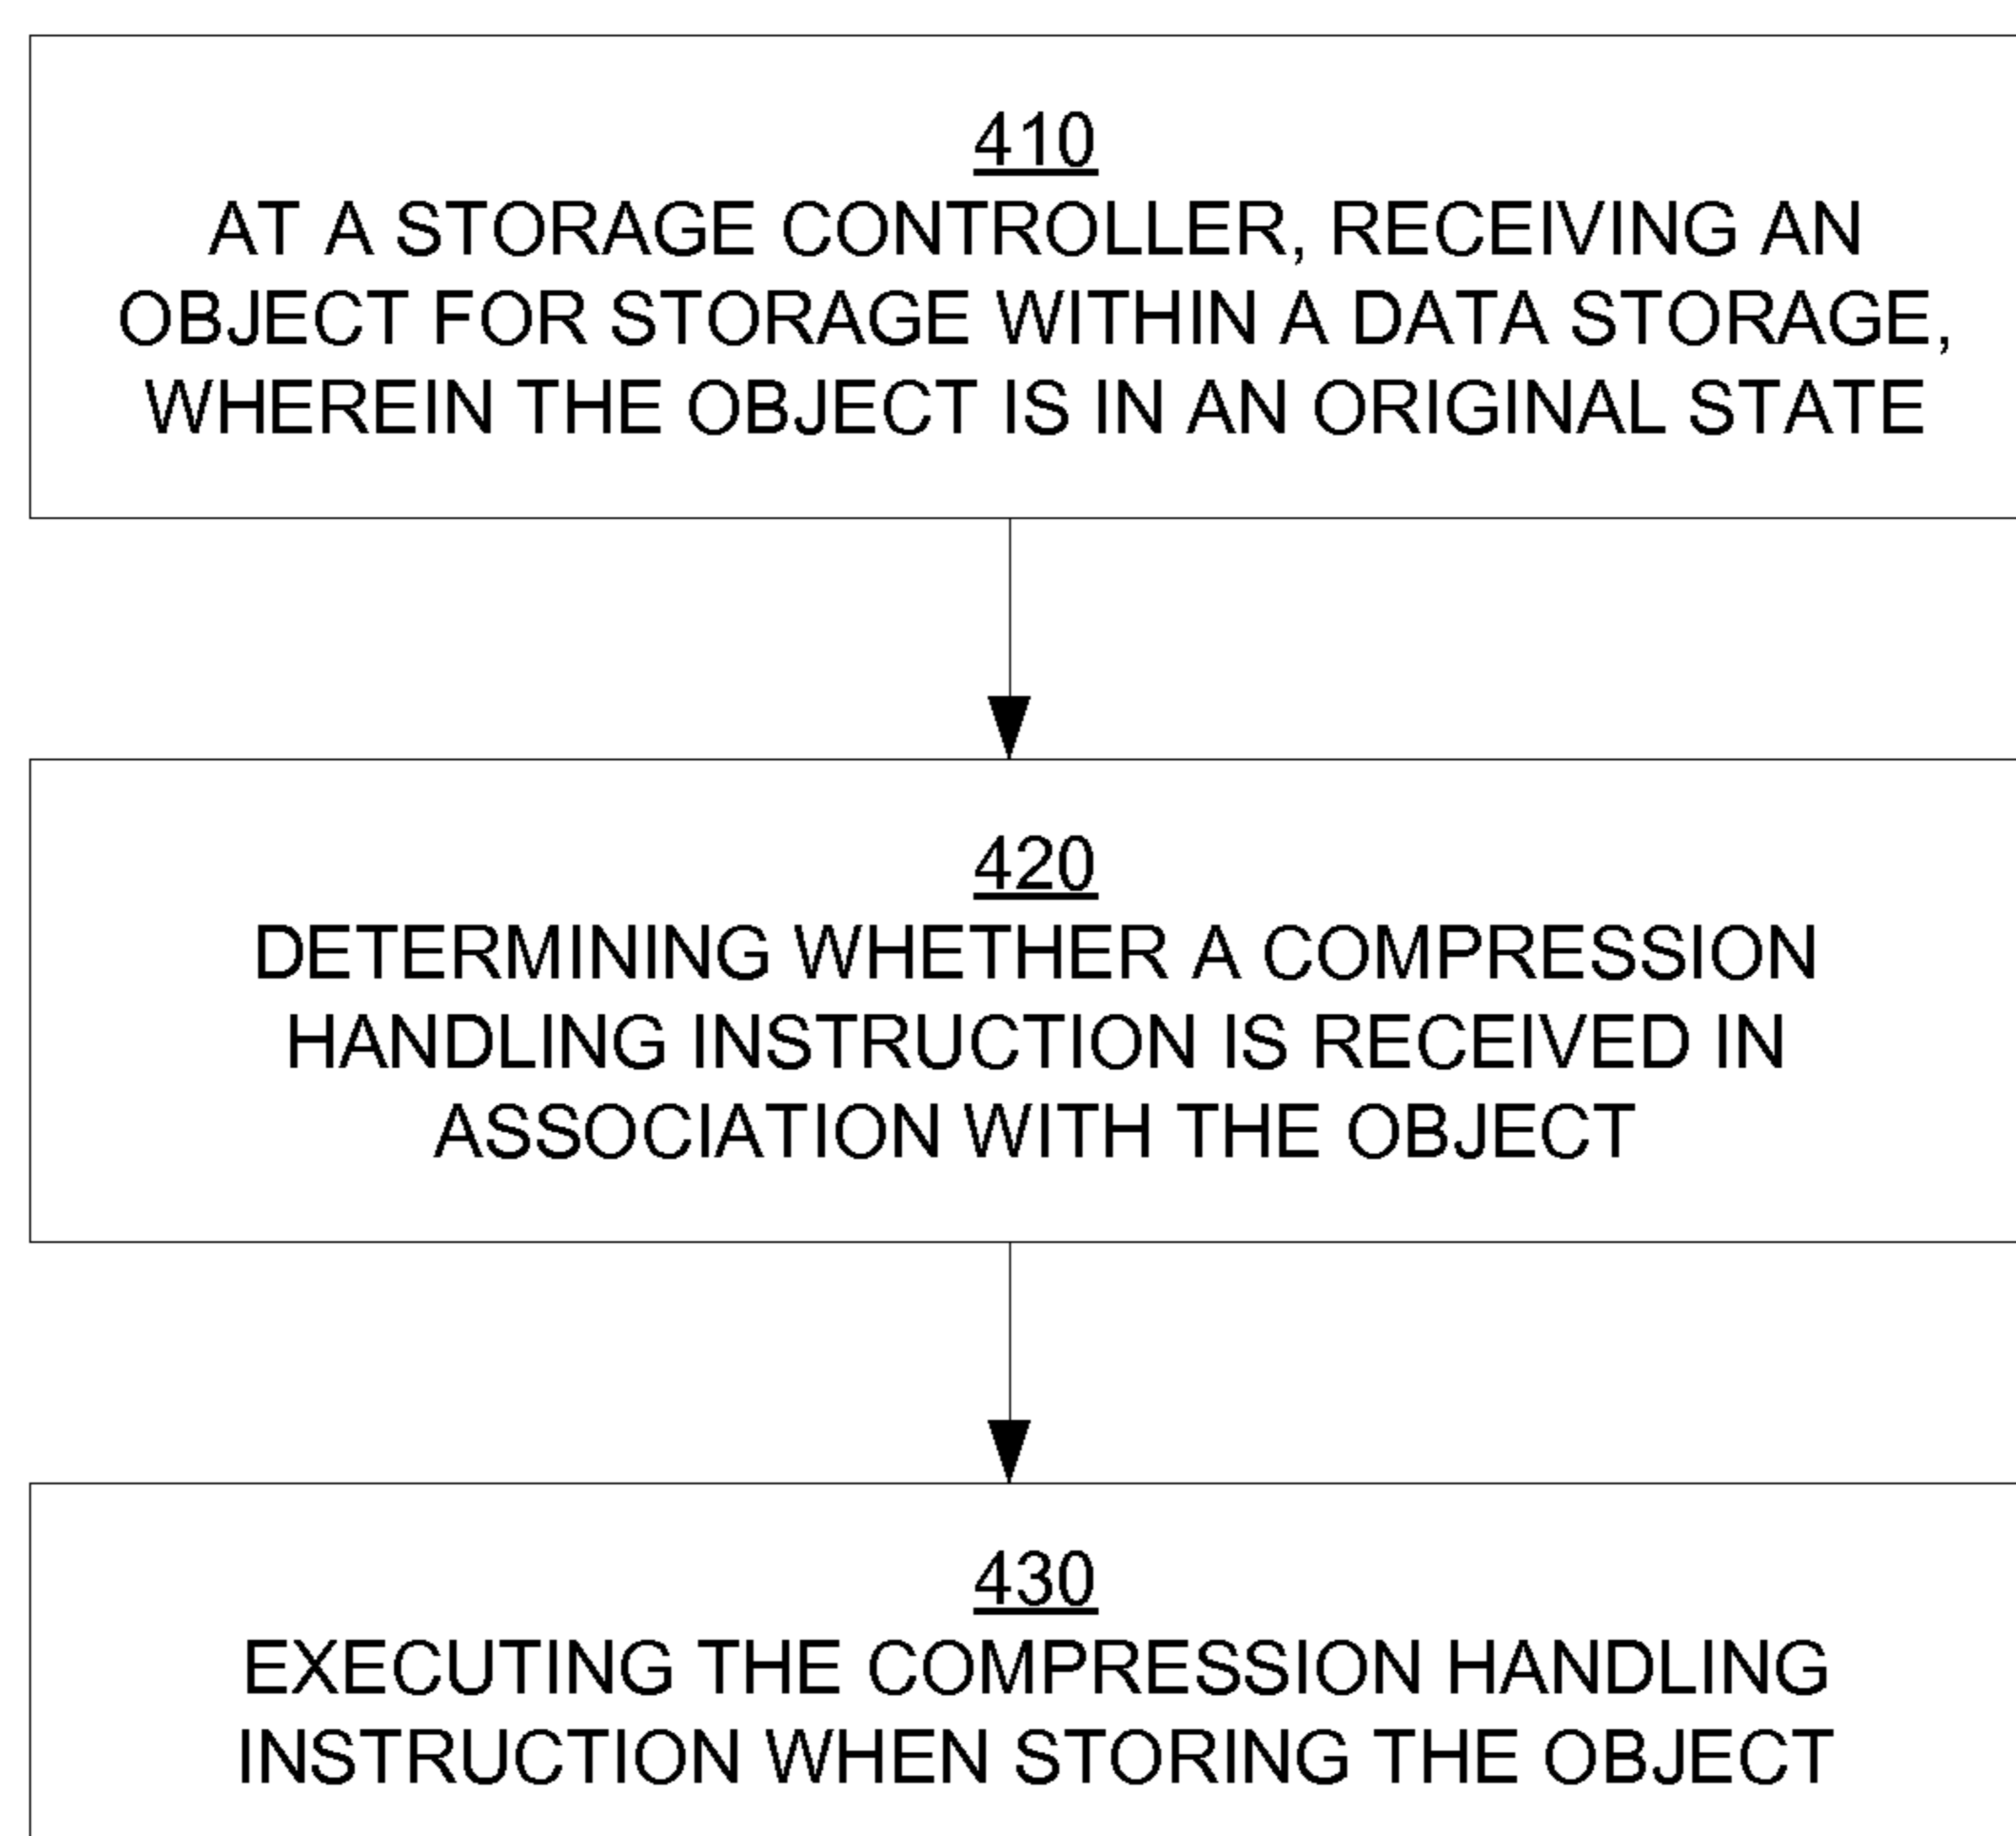 410
AT A STORAGE CONTROLLER, RECEIVING AN
OBJECT FOR STORAGE WITHIN A DATA STORAGE,
WHEREIN THE OBJECT IS IN AN ORIGINAL STATE
420
DETERMINING WHETHER A COMPRESSION
HANDLING INSTRUCTION IS RECEIVED IN
ASSOCIATION WITH THE OBJECT
430
EXECUTING THE COMPRESSION HANDLING
INSTRUCTION WHEN STORING THE OBJECT